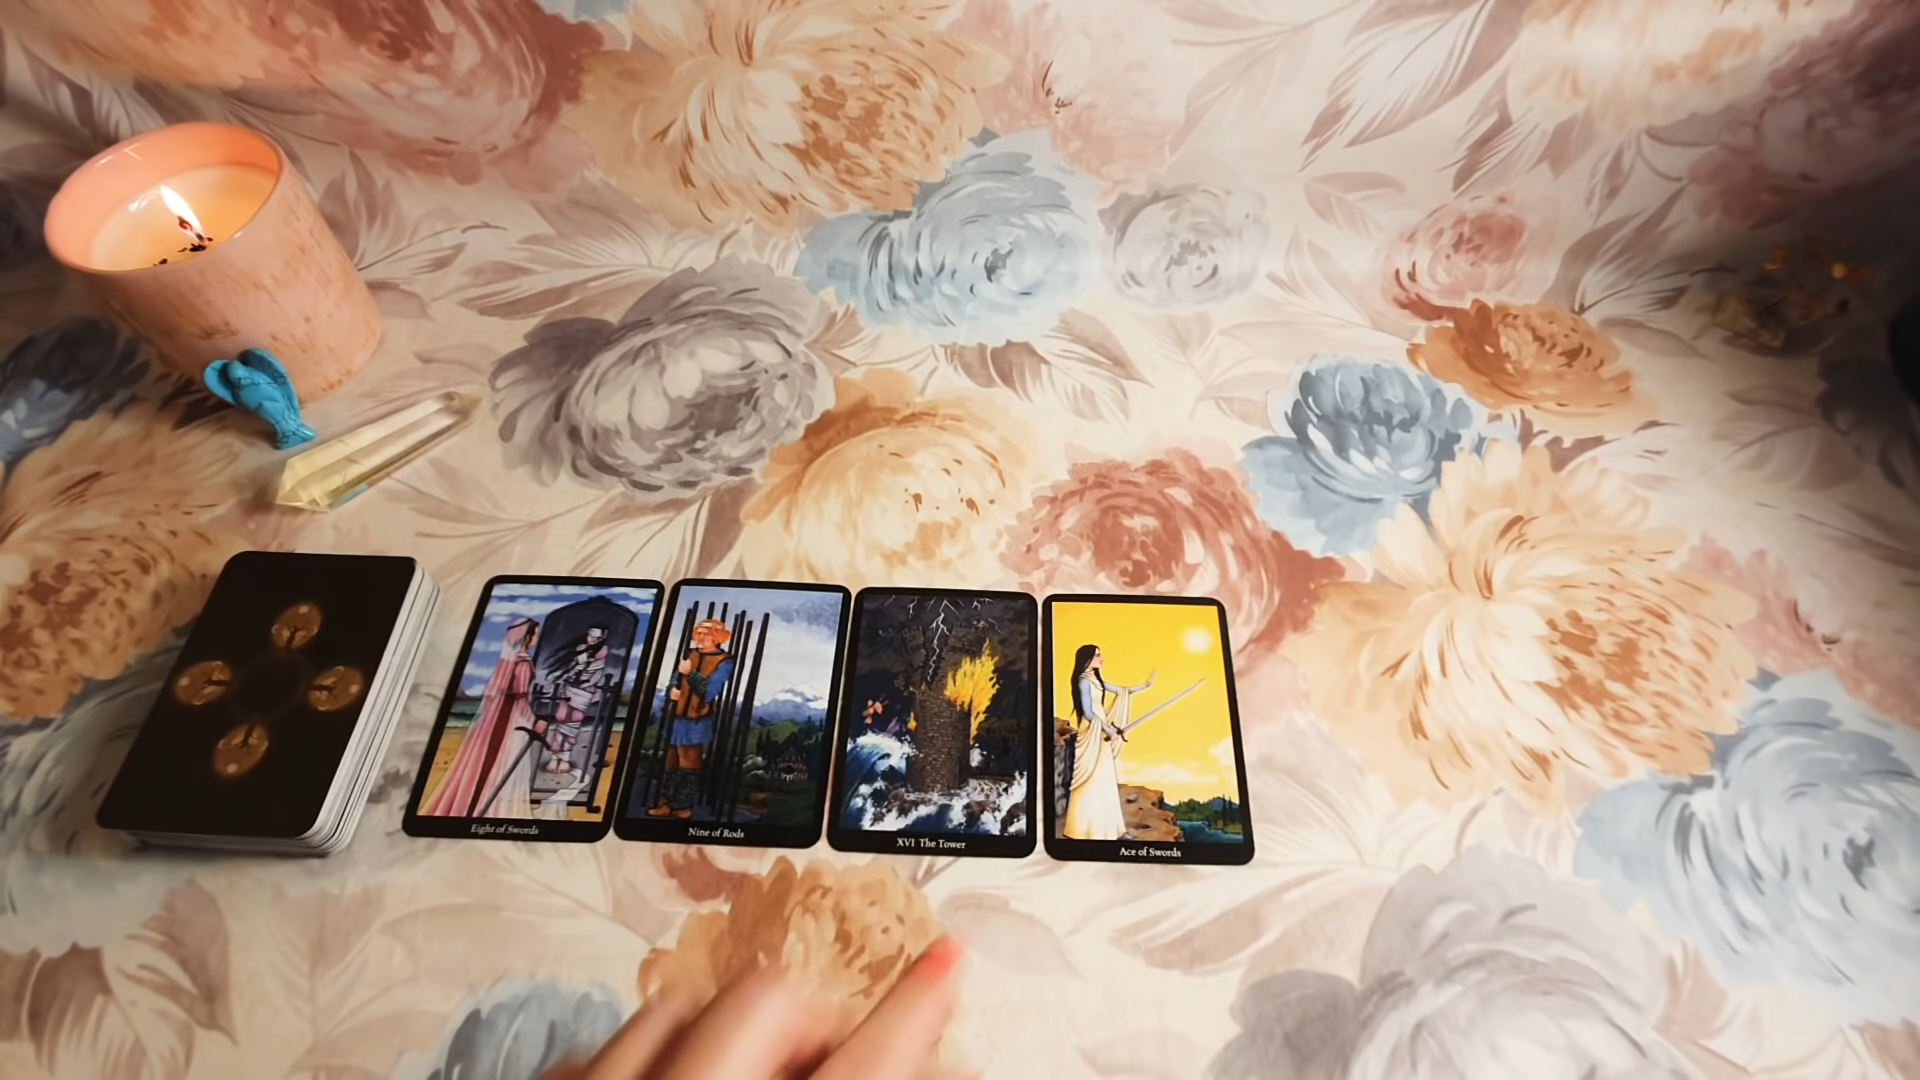 Eight of Swords
Nine of Rods
XVI The Tower
Ace of Swords